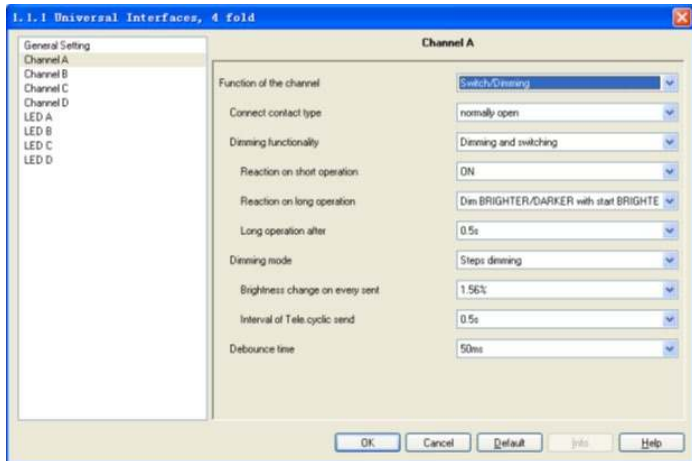 1.1.1 Universal Interfaces, 4 fold
General Setting
Channel A
Channel B
Channel C
Channel D
LED A
LED B
LED C
LED D
Channel A
Function of the channel Switch/Dimming
Connect contact type normally open
Dimming functionality Dimming and switching
Reaction on short operation ON
Reaction on long operation Dim BRIGHTER/DARKER with start BRIGHTE
Long operation after 0.5s
Dimming mode Steps dimming
Brightness change on every sent 1.56%
Interval of Tele.cyclic send 0.5s
Debounce time 50ms
OK Cancel Default Info Help